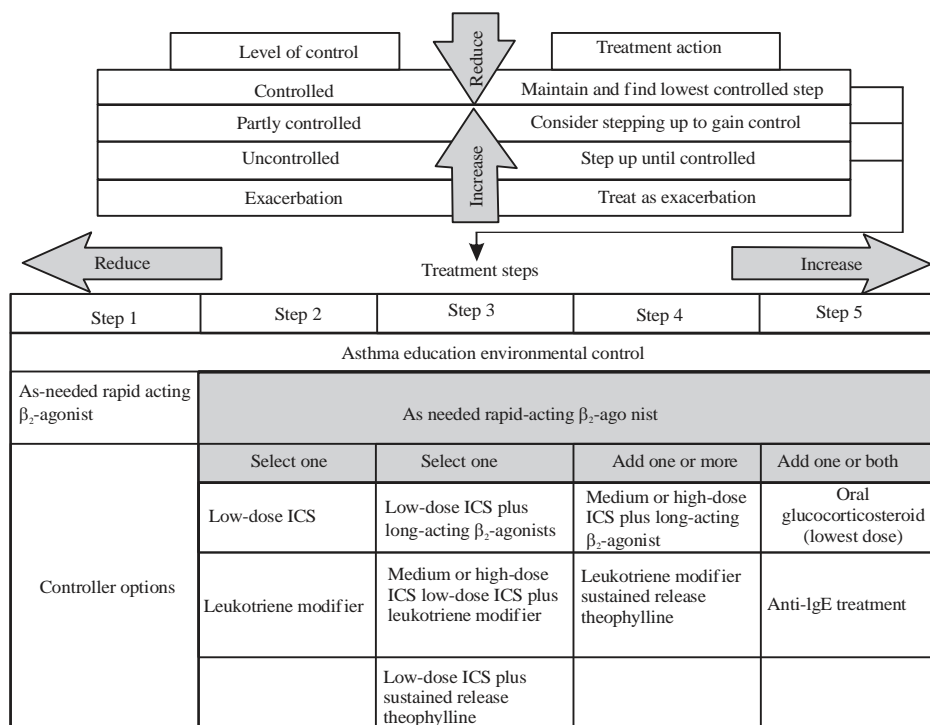 Level of control
Reduce
Treatment action
Controlled
Maintain and find lowest controlled step
Partly controlled
Consider stepping up to gain control
Uncontrolled
Increase
Step up until controlled
Exacerbation
Treat as exacerbation
Reduce
Treatment steps
Increase
Step 1
Step 2
Step 3
Step 4
Step 5
Asthma education environmental control
As-needed rapid acting
β₂-agonist
As needed rapid-acting β₂-ago nist
Controller options
Select one
Select one
Add one or more
Add one or both
Low-dose ICS
Low-dose ICS plus
long-acting β₂-agonists
Medium or high-dose
ICS plus long-acting
β₂-agonist
Oral
glucocorticosteroid
(lowest dose)
Leukotriene modifier
Medium or high-dose
ICS low-dose ICS plus
leukotriene modifier
Leukotriene modifier
sustained release
theophylline
Anti-lgE treatment
Low-dose ICS plus
sustained release
theophylline